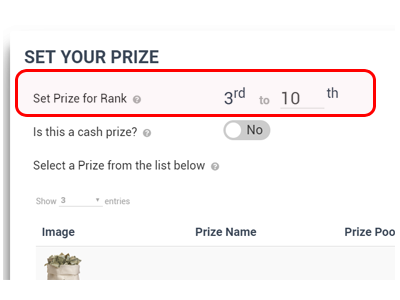 SET YOUR PRIZE
Set Prize for Rank ? 3rd to 10 th
Is this a cash prize? ? No
Select a Prize from the list below ?
Show 3 entries
Image Prize Name Prize Poo